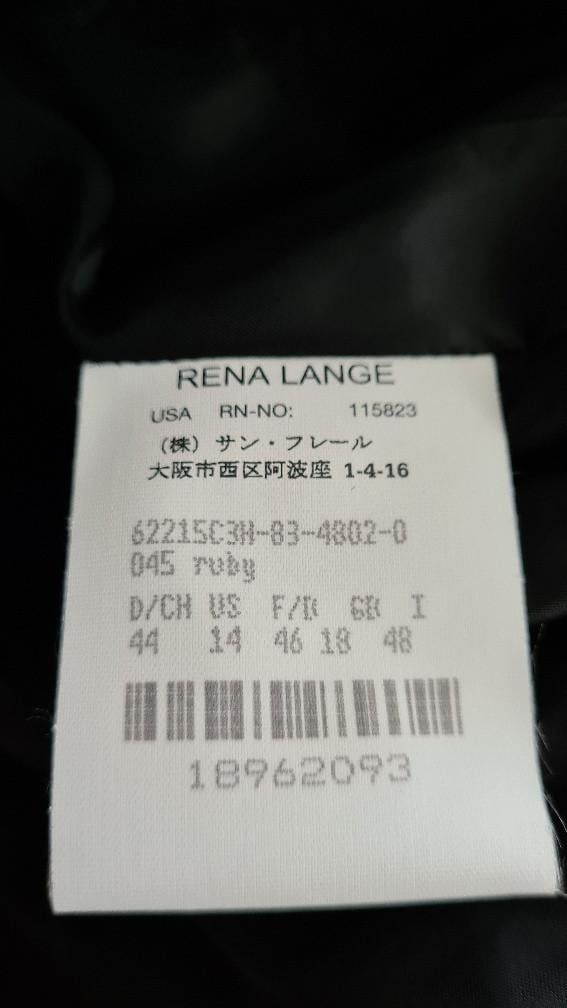 RENA LANGE
USA RN-NO: 115823
(株) サン・フレール
大阪市西区阿波座 1-4-16
62215C3H-83-4802-0
045 ruby
D/CH US F/B GB I
44 14 46 18 48
18962093